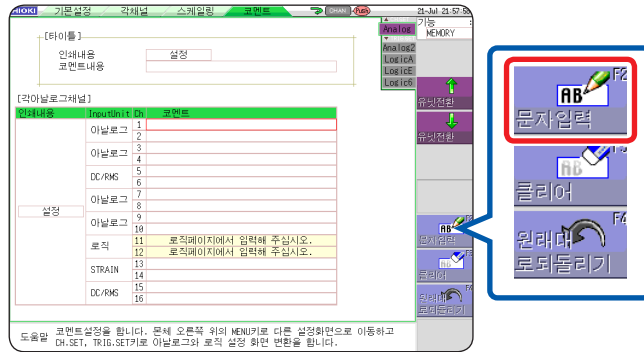 HIOKI 기본설정 각채널 스케일링 코멘트 CHAN Push 21-Jul 21:57:50
[타이틀]
인쇄내용 설정
코멘트내용
Analog
Analog2
LogicA
LogicE
Logic6
기능 :
MEMORY
유닛전환
유닛전환
[각아날로그채널]
인쇄내용 InputUnit Ch 코멘트
설정
아날로그 1
2
아날로그 3
4
DC/RMS 5
6
아날로그 7
8
아날로그 9
10
로직 11 로직페이지에서 입력해 주십시오.
12 로직페이지에서 입력해 주십시오.
STRAIN 13
14
DC/RMS 15
16
AB
문자입력
클리어
F4
원래대
로되돌리기
도움말 코멘트설정을 합니다. 본체 오른쪽 위의 MENU키로 다른 설정화면으로 이동하고
CH.SET, TRIG.SET키로 아날로그와 로직 설정 화면 변환을 합니다.
F2
AB
문자입력
AB
클리어
F4
원래대
로되돌리기